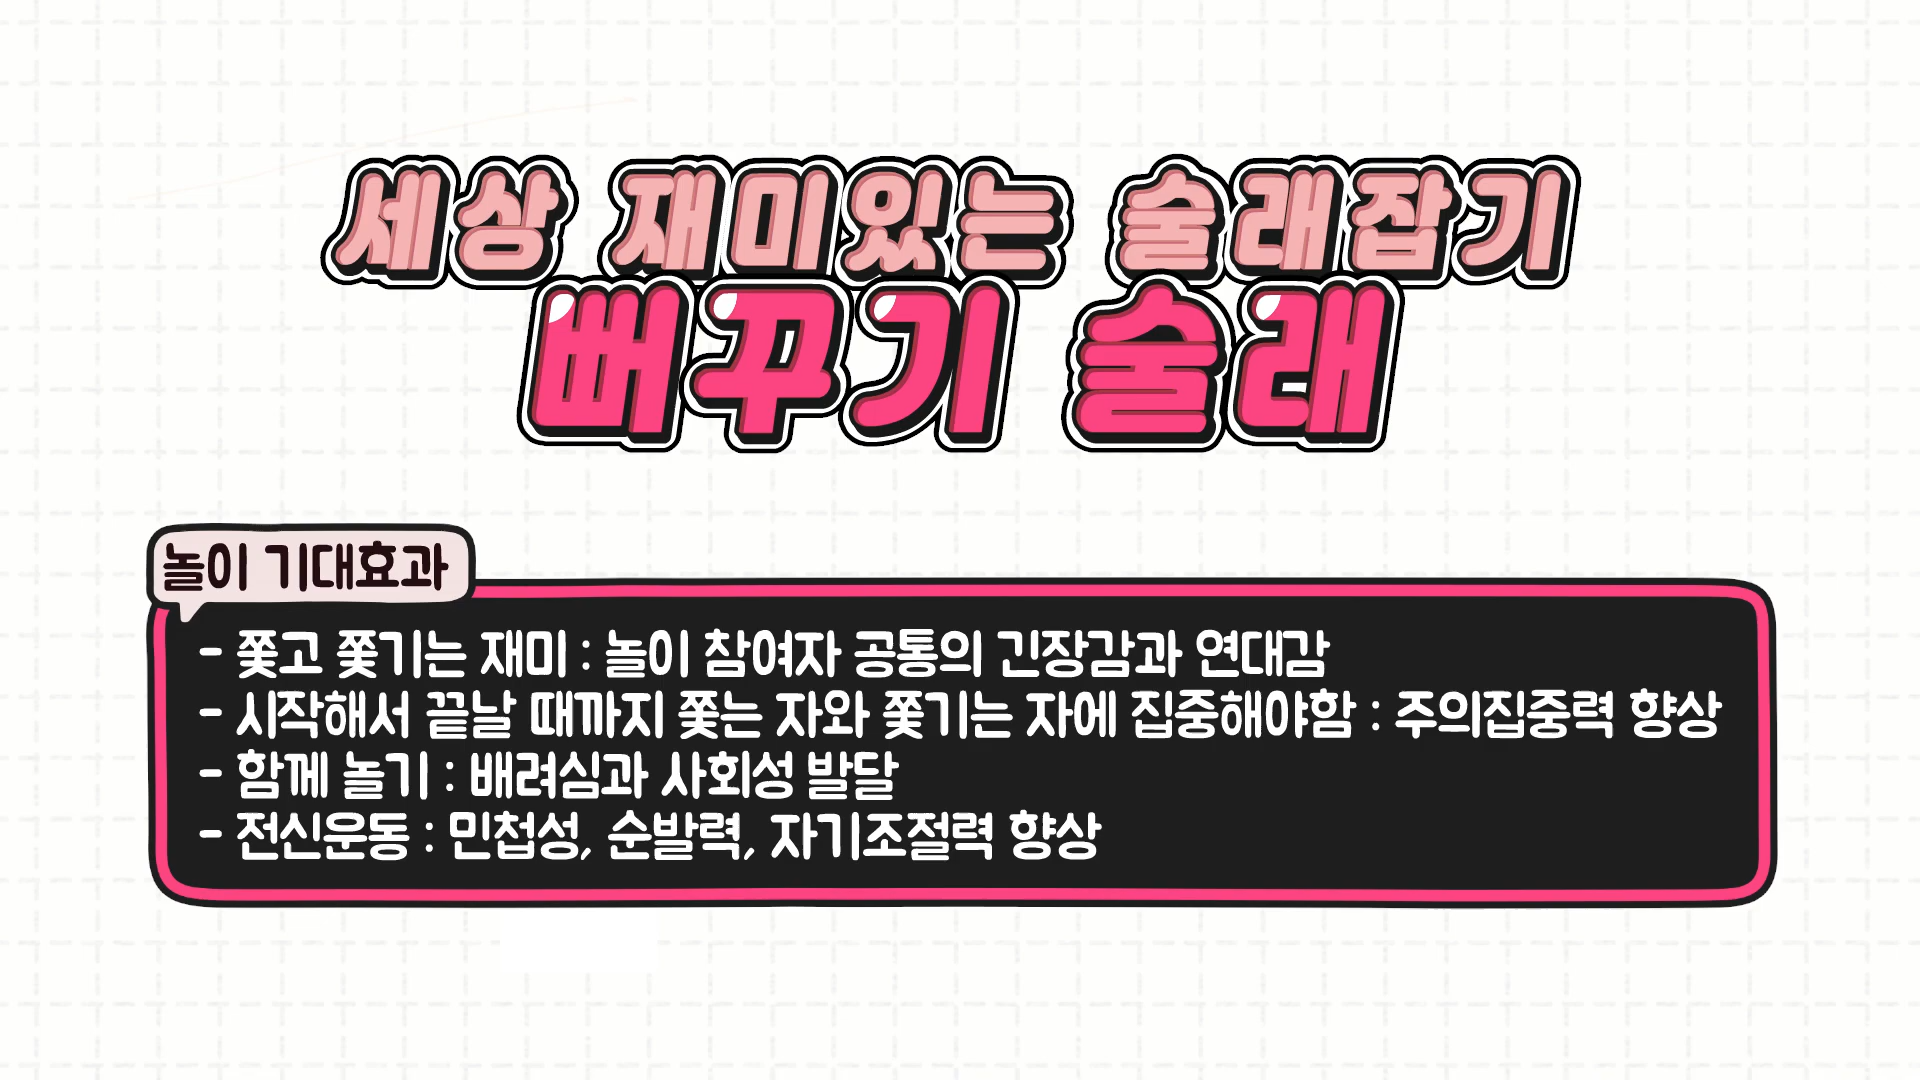 세상 재미있는 술래잡기
뻐꾸기 술래
놀이 기대효과
- 쫓고 쫓기는 재미 : 놀이 참여자 공통의 긴장감과 연대감
- 시작해서 끝날 때까지 쫓는 자와 쫓기는 자에 집중해야함 : 주의집중력 향상
- 함께 놀기 : 배려심과 사회성 발달
- 전신운동 : 민첩성, 순발력, 자기조절력 향상